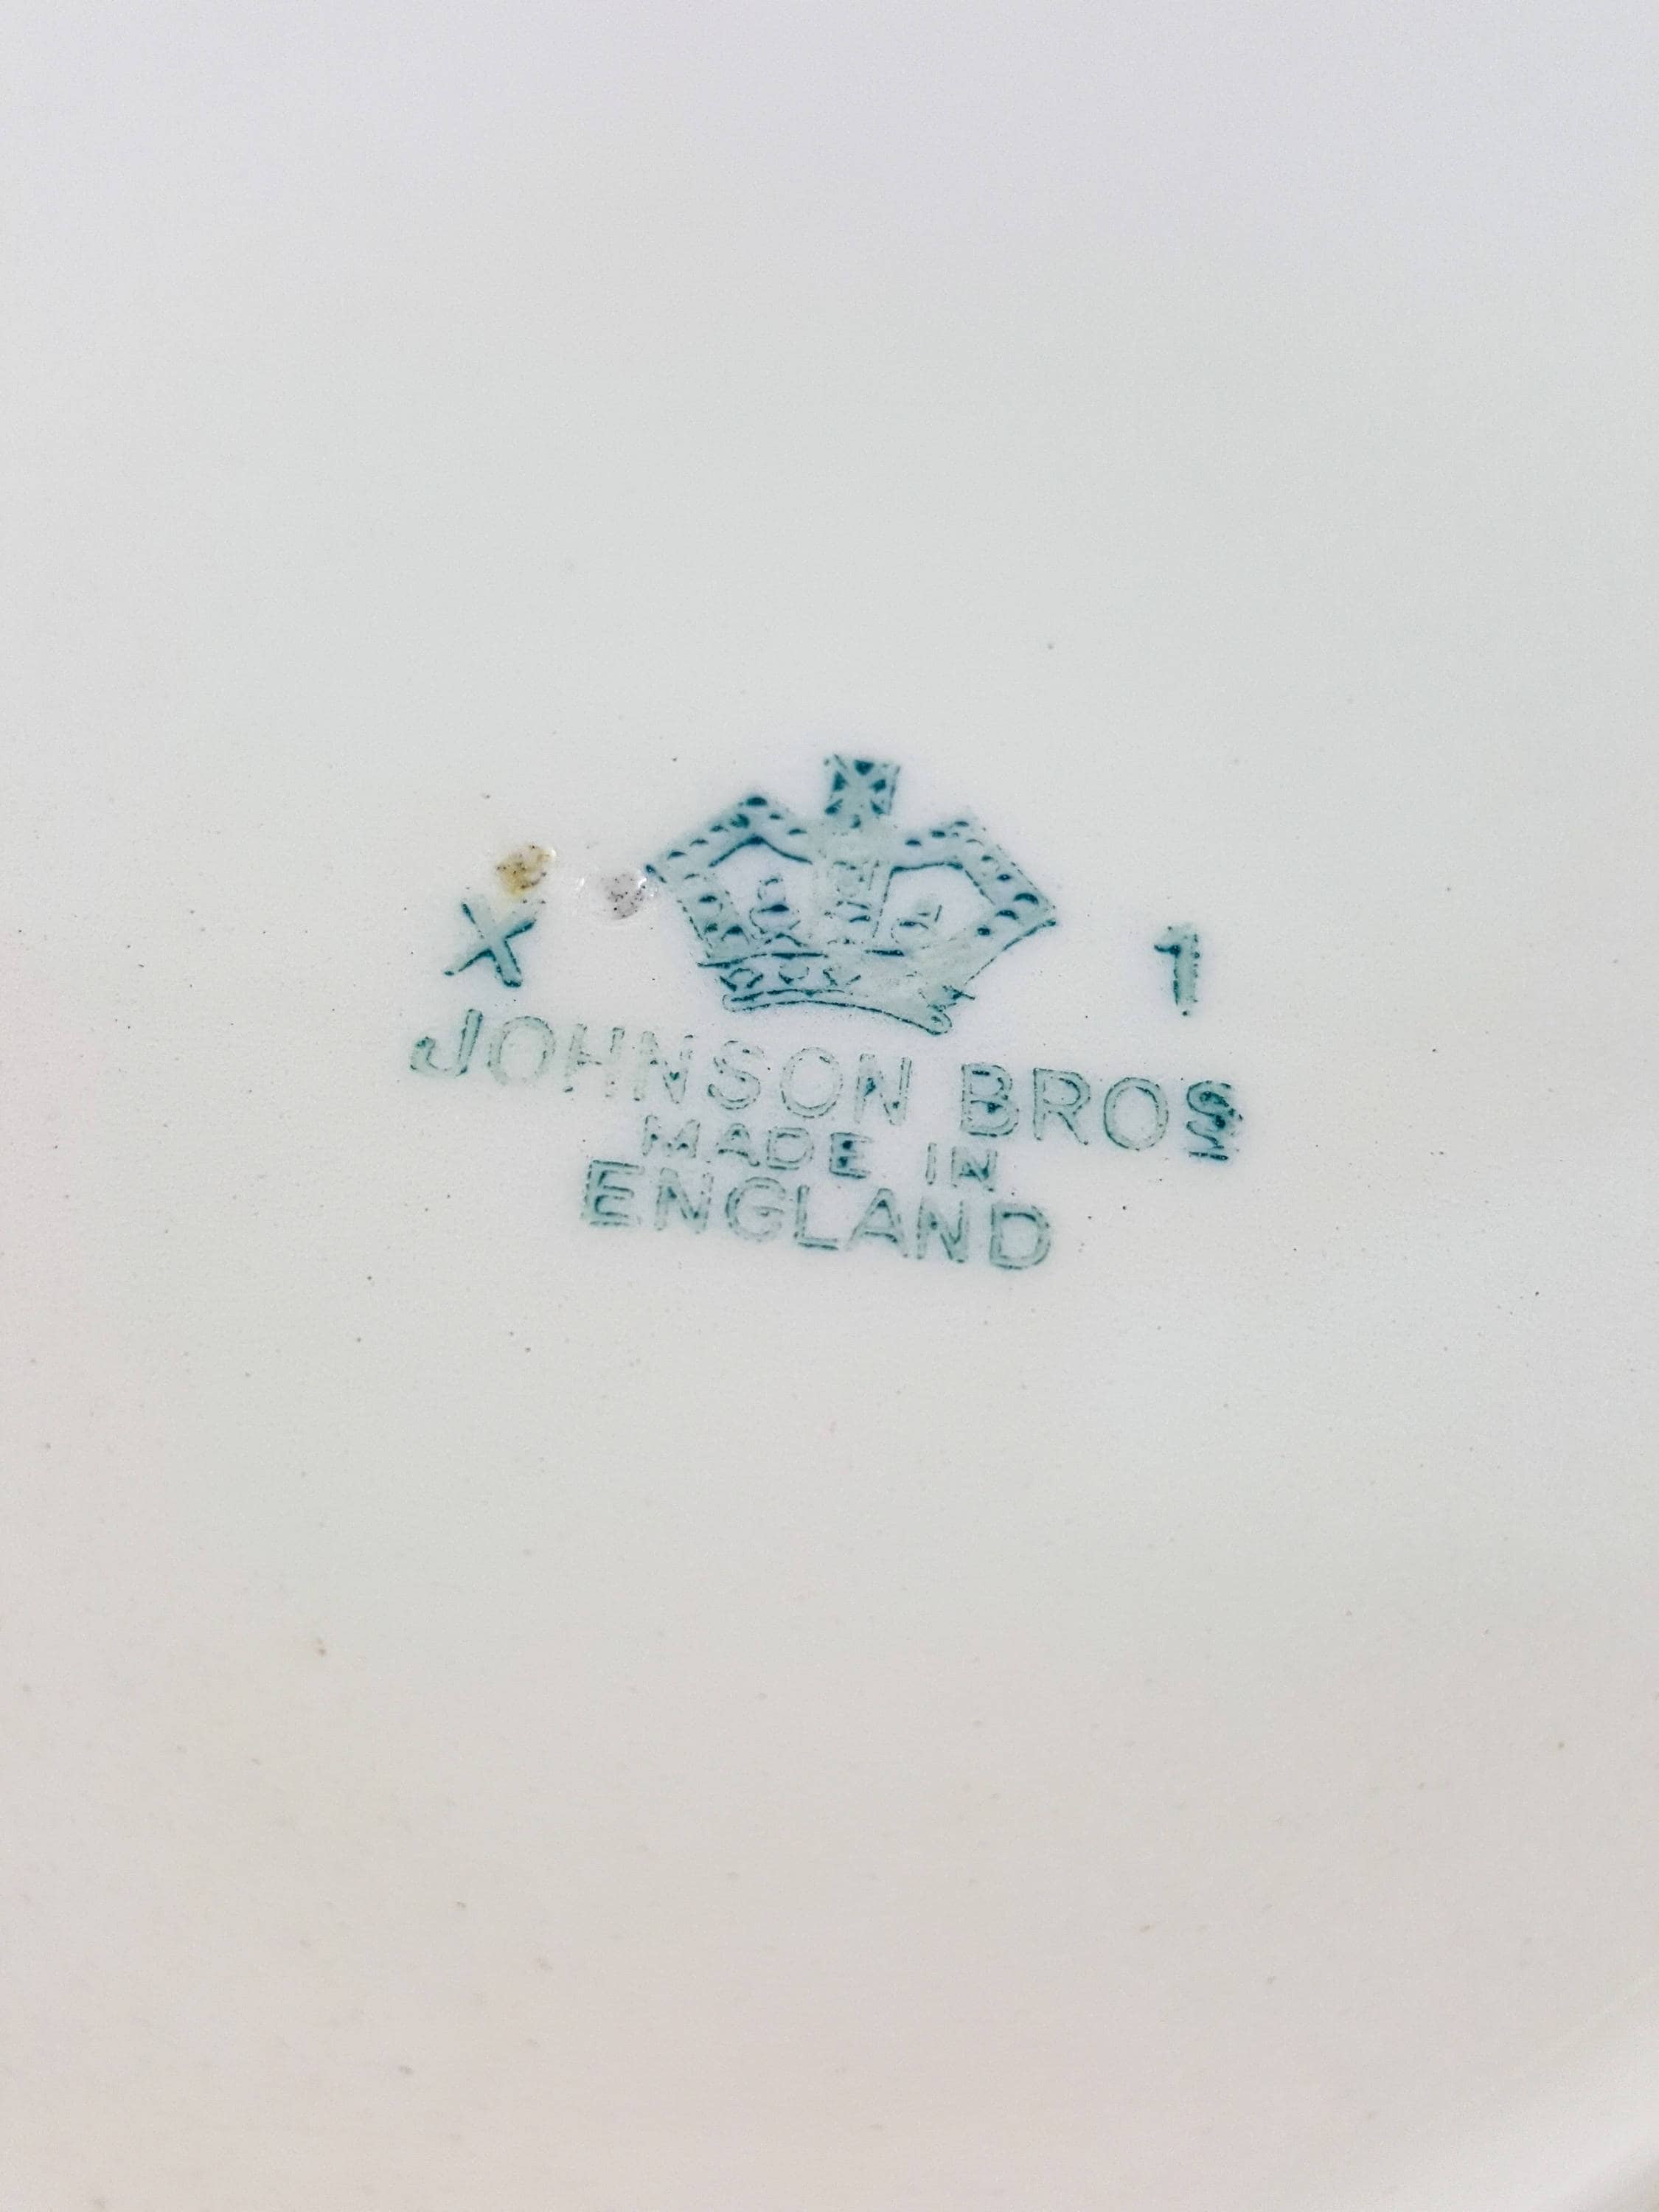 X 1
JOHNSON BROS
MADE IN
ENGLAND